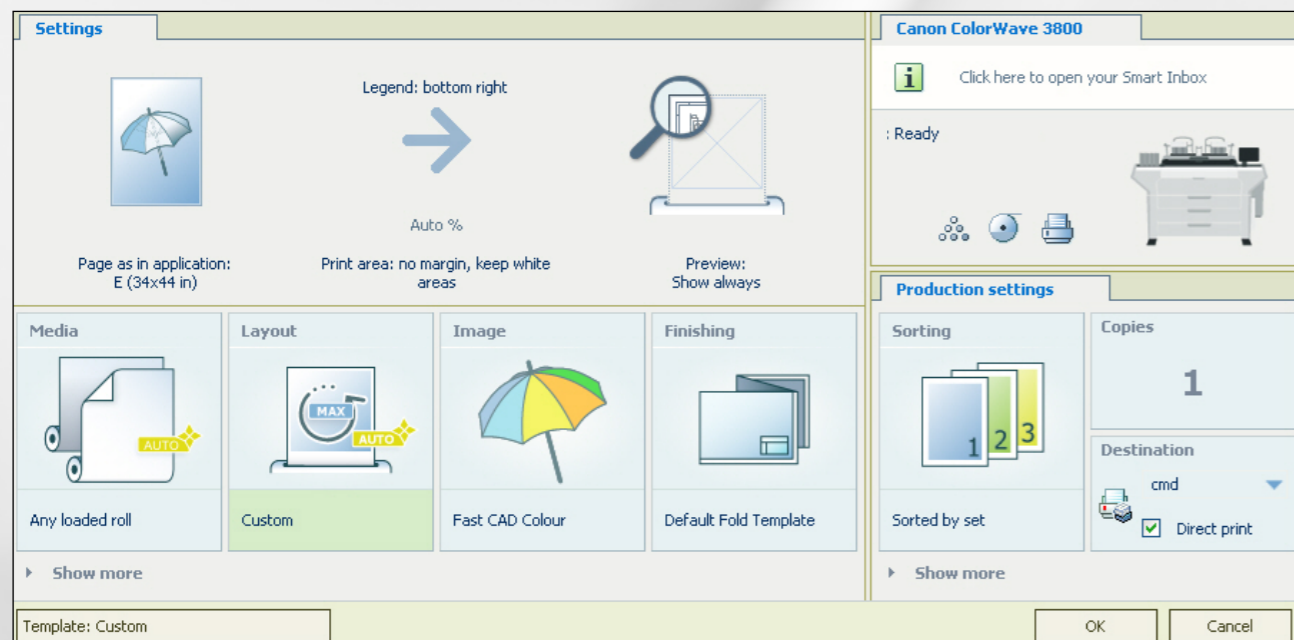 Settings
Legend: bottom right
Auto %
Page as in application:
E (34x44 in)
Print area: no margin, keep white
areas
Preview:
Show always
Media
AUTO
Any loaded roll
Layout
MAX
AUTO
Custom
Image
Fast CAD Colour
Finishing
Default Fold Template
Show more
Template: Custom
Canon ColorWave 3800
i
Click here to open your Smart Inbox
: Ready
Production settings
Sorting
1
2
3
Sorted by set
Copies
1
Destination
cmd
Direct print
Show more
OK
Cancel